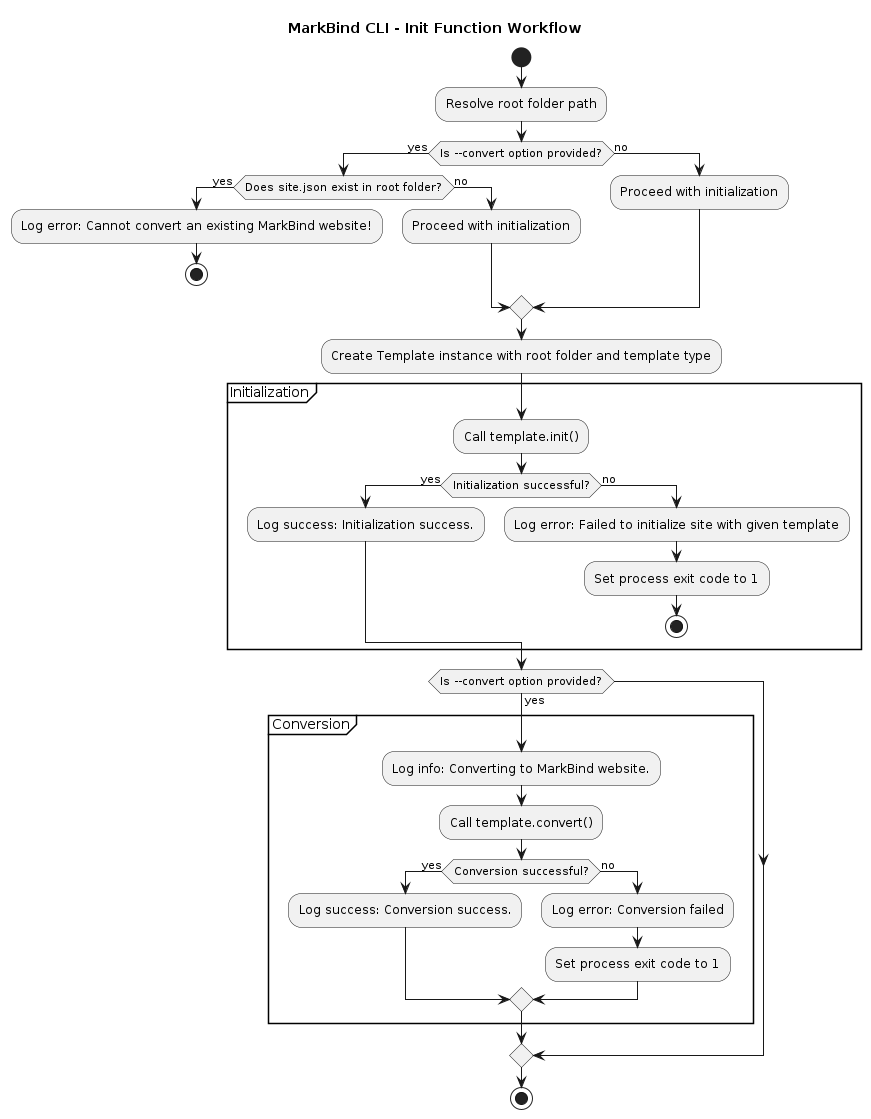 MarkBind CLI - Init Function Workflow
Resolve root folder path
yes
Is --convert option provided?
no
yes
Does site.json exist in root folder?
no
Proceed with initialization
Log error: Cannot convert an existing MarkBind website!
Proceed with initialization
Create Template instance with root folder and template type
Initialization
Call template.init()
yes
Initialization successful?
no
Log success: Initialization success.
Log error: Failed to initialize site with given template
Set process exit code to 1
Is --convert option provided?
yes
Conversion
Log info: Converting to MarkBind website.
Call template.convert()
yes
Conversion successful?
no
Log success: Conversion success.
Log error: Conversion failed
Set process exit code to 1